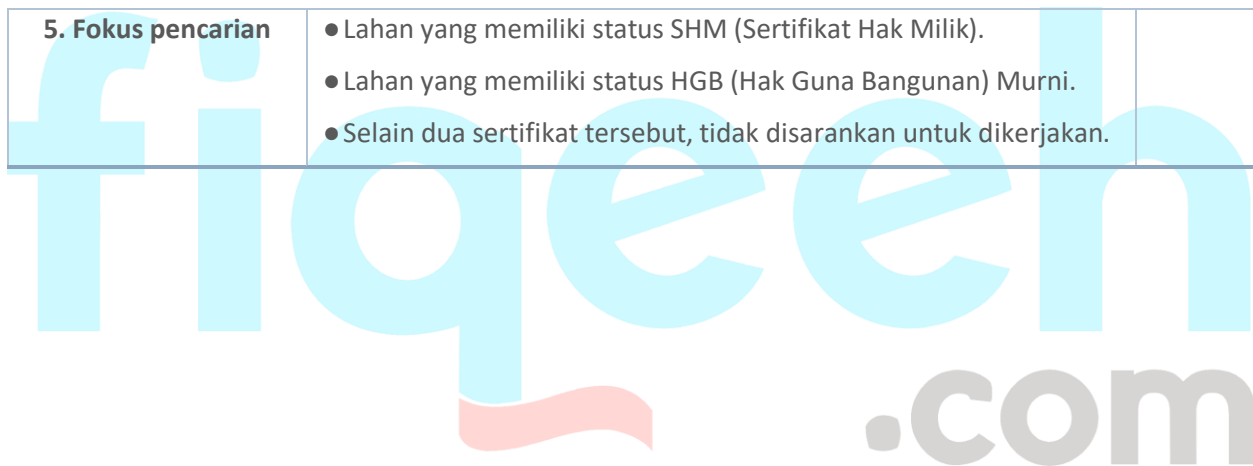 5. Fokus pencarian
● Lahan yang memiliki status SHM (Sertifikat Hak Milik).
● Lahan yang memiliki status HGB (Hak Guna Bangunan) Murni.
● Selain dua sertifikat tersebut, tidak disarankan untuk dikerjakan.
fiqeeh
.com